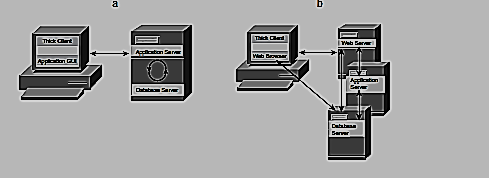 a
Thick Client
Application GUI
Application Server
Database Server
b
Thick Client
Web Browser
Web Server
Application
Server
Database
Server